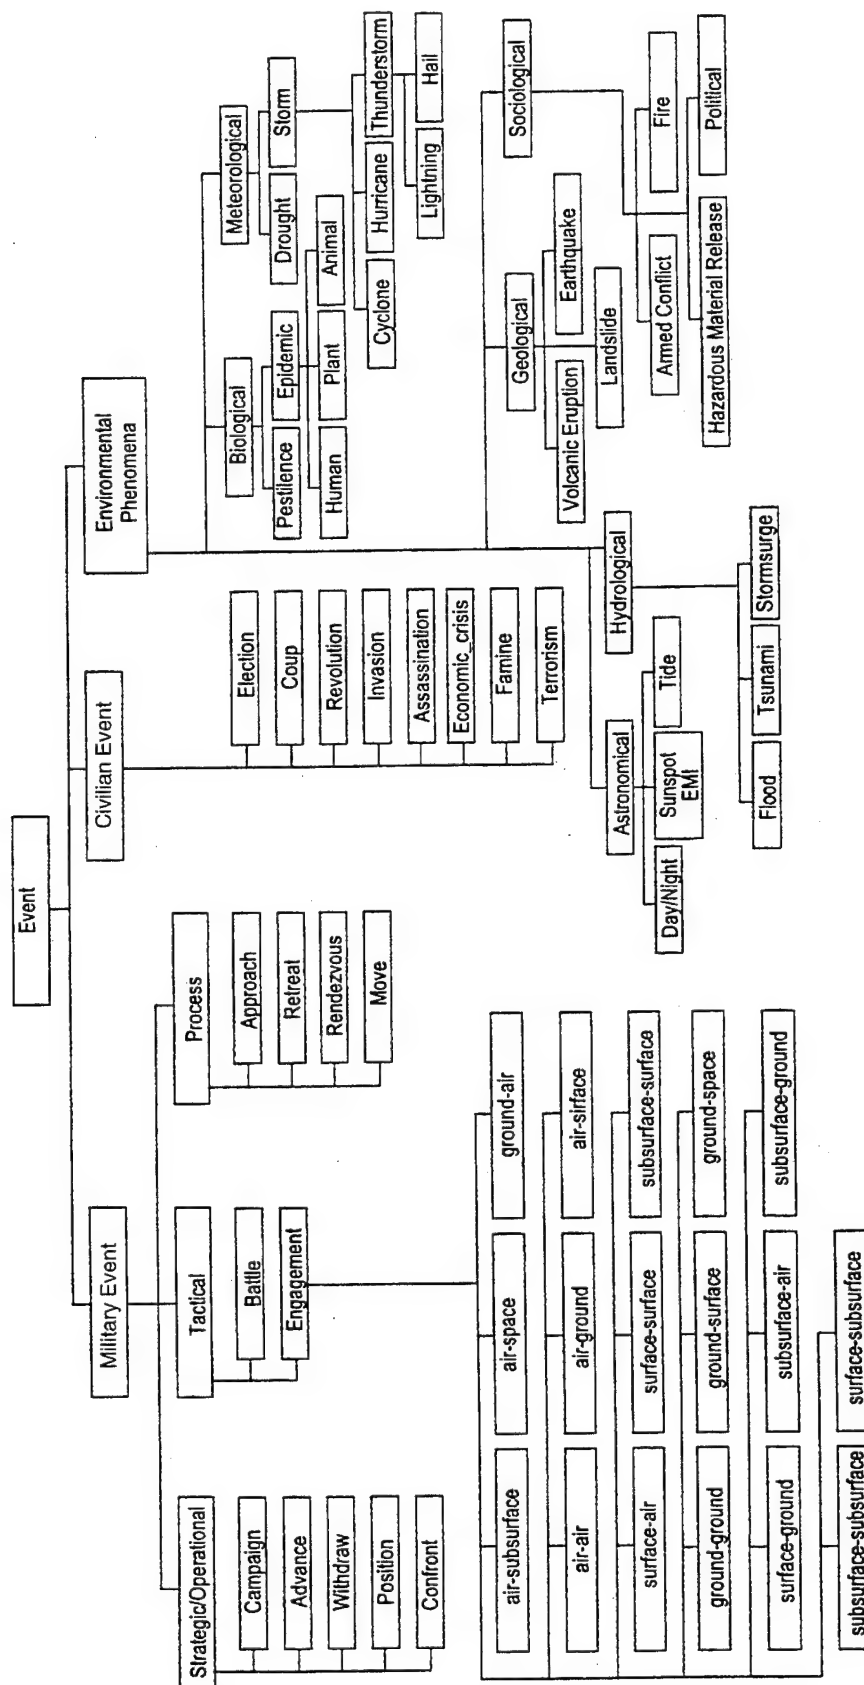 Event
Military Event
Civilian Event
Environmental
Phenomena
Strategic/Operational
Campaign
Advance
Withdraw
Position
Confront
Tactical
Battle
Engagement
Process
Approach
Retreat
Rendezvous
Move
air-subsurface
air-space
ground-air
air-air
air-ground
air-sirface
surface-air
surface-surface
subsurface-surface
ground-ground
ground-surface
ground-space
surface-ground
subsurface-air
subsurface-ground
subsurface-subsurface
surface-subsurface
Election
Coup
Revolution
Invasion
Assassination
Economic_crisis
Famine
Terrorism
Biological
Pestilence
Epidemic
Human
Plant
Animal
Meteorological
Drought
Storm
Cyclone
Hurricane
Thunderstorm
Lightning
Hail
Geological
Volcanic Eruption
Earthquake
Landslide
Sociological
Armed Conflict
Fire
Hazardous Material Release
Political
Astronomical
Day/Night
Sunspot
EMI
Tide
Hydrological
Flood
Tsunami
Stormsurge